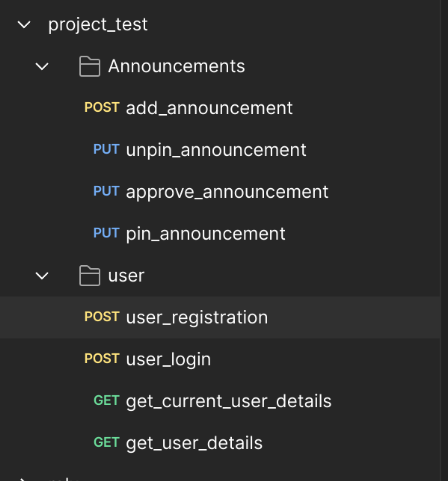 project_test
Announcements
POST add_announcement
PUT unpin_announcement
PUT approve_announcement
PUT pin_announcement
user
POST user_registration
POST user_login
GET get_current_user_details
GET get_user_details